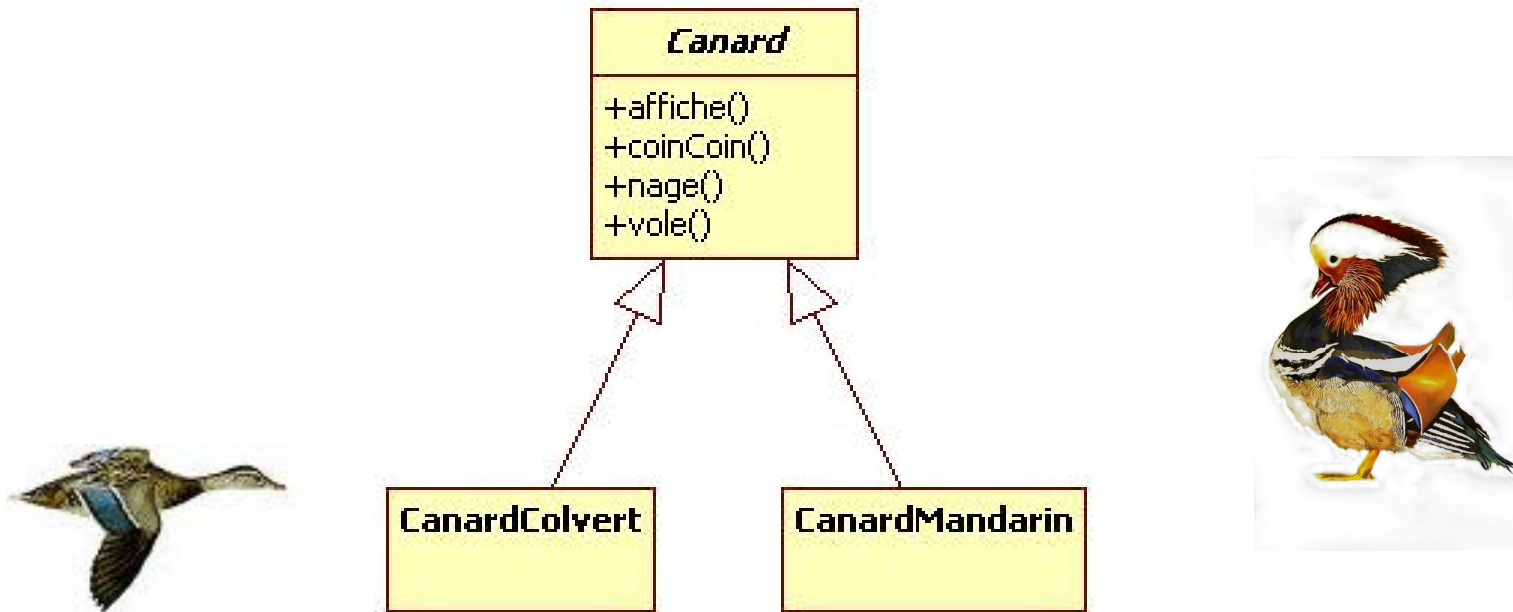 Canard
+affiche()
+coinCoin()
+nage()
+vole()
CanardColvert
CanardMandarin